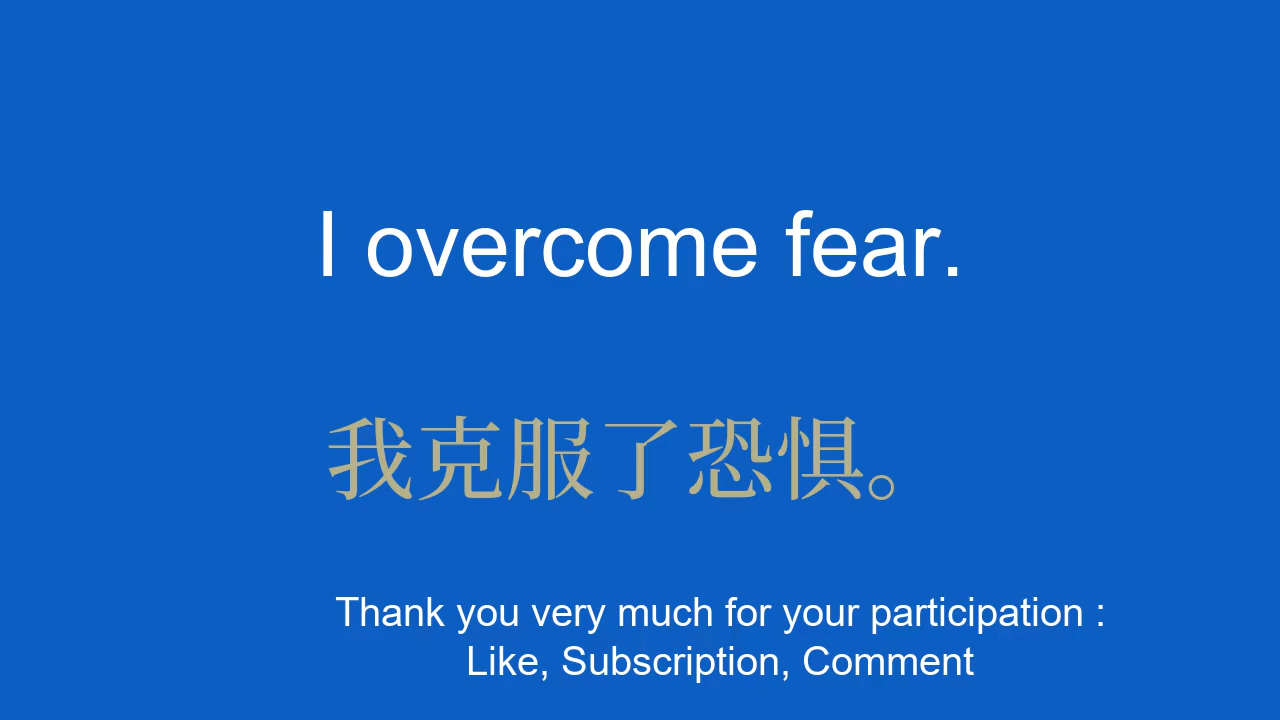 I overcome fear.
我克服了恐惧。
Thank you very much for your participation :
Like, Subscription, Comment